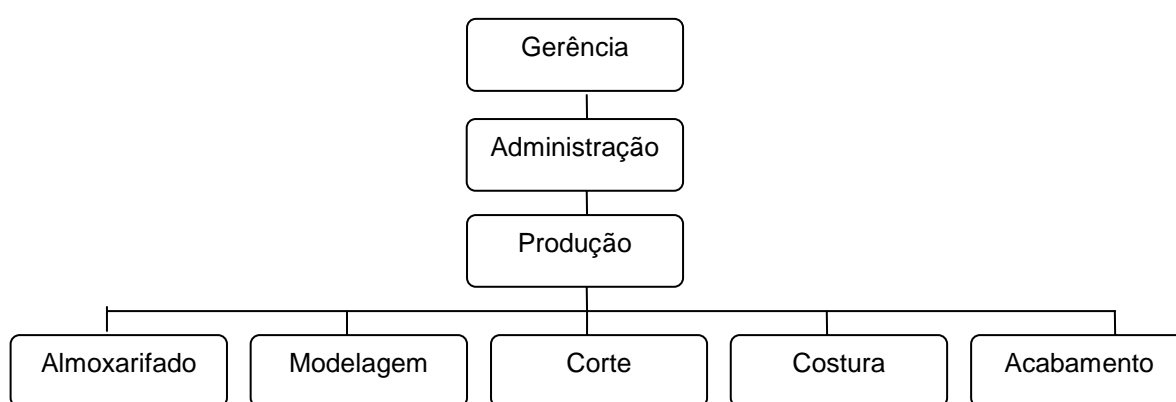 Gerência
Administração
Produção
Almoxarifado
Modelagem
Corte
Costura
Acabamento